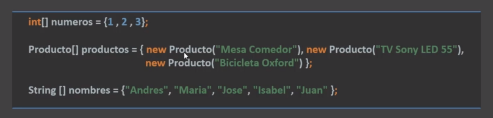 int[] numeros = {1 , 2 , 3};
Producto[] productos = { new Producto("Mesa Comedor"), new Producto("TV Sony LED 55"),
new Producto("Bicicleta Oxford") };
String [] nombres = {"Andres", "Maria", "Jose", "Isabel", "Juan" };